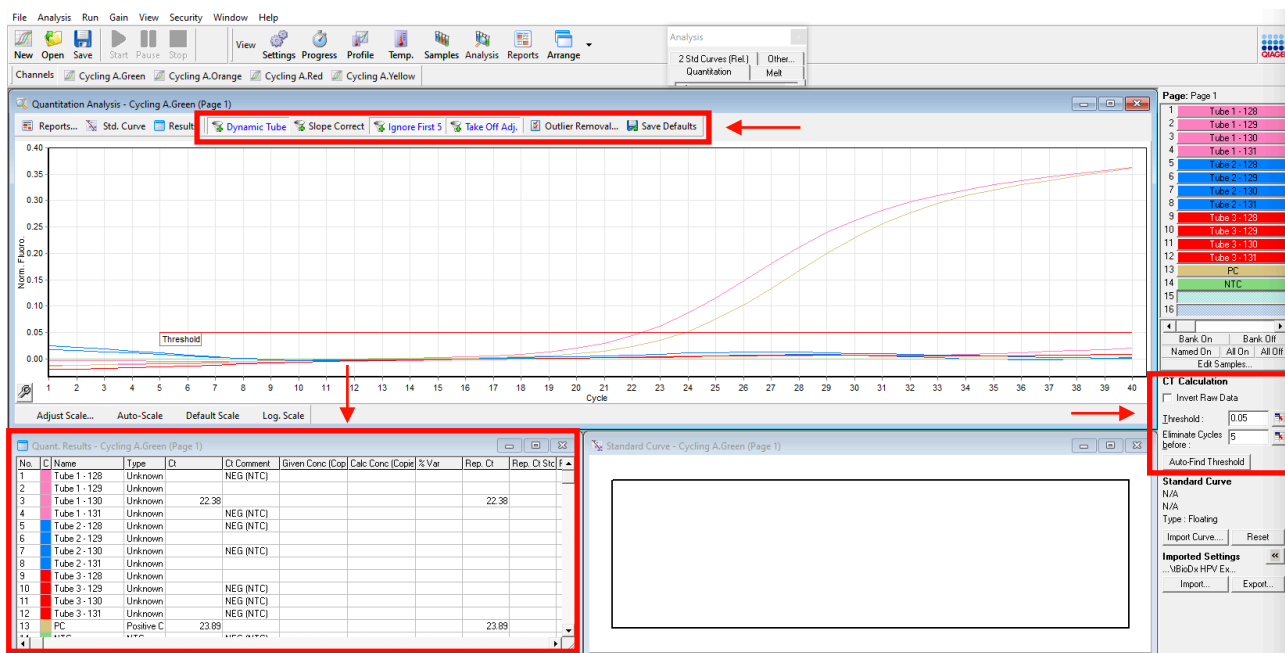 File Analysis Run Gain View Security Window Help
New Open Save Start Pause Stop View Settings Progress Profile Temp. Samples Analysis Reports Arrange
Analysis
2 Std Curves (Rel.) Other...
Quantitation Melt
QIAGEN
Channels Cycling A.Green Cycling A.Orange Cycling A.Red Cycling A.Yellow
Quantitation Analysis - Cycling A.Green (Page 1)
Reports... Std. Curve Result Dynamic Tube Slope Correct Ignore First 5 Take Off Adj. Outlier Removal... Save Defaults
0.40
0.35
0.30
0.25
0.20
0.15
0.10
0.05
0.00
Norm. Fluoro.
Threshold
1 2 3 4 5 6 7 8 9 10 11 12 13 14 15 16 17 18 19 20 21 22 23 24 25 26 27 28 29 30 31 32 33 34 35 36 37 38 39 40
Cycle
Adjust Scale... Auto-Scale Default Scale Log. Scale
Page: Page 1
1 Tube 1 - 128
2 Tube 1 - 129
3 Tube 1 - 130
4 Tube 1 - 131
5 Tube 2 - 128
6 Tube 2 - 129
7 Tube 2 - 130
8 Tube 2 - 131
9 Tube 3 - 128
10 Tube 3 - 129
11 Tube 3 - 130
12 Tube 3 - 131
13 PC
14 NTC
15
16
Bank On Bank Off
Named On All On All Off
Edit Samples...
CT Calculation
Invert Raw Data
Threshold : 0.05
Eliminate Cycles before : 5
Auto-Find Threshold
Standard Curve
N/A
N/A
Type : Floating
Import Curve.... Reset
Imported Settings
...\tBioDx HPV Ex...
Import... Export...
Quant. Results - Cycling A.Green (Page 1)
No. C Name Type Ct Ct Comment Given Conc (Cop Calc Conc (Copie % Var Rep. Ct Rep. Ct Stc
1 Tube 1 - 128 Unknown NEG (NTC)
2 Tube 1 - 129 Unknown
3 Tube 1 - 130 Unknown 22.38 22.38
4 Tube 1 - 131 Unknown NEG (NTC)
5 Tube 2 - 128 Unknown NEG (NTC)
6 Tube 2 - 129 Unknown
7 Tube 2 - 130 Unknown NEG (NTC)
8 Tube 2 - 131 Unknown
9 Tube 3 - 128 Unknown
10 Tube 3 - 129 Unknown NEG (NTC)
11 Tube 3 - 130 Unknown NEG (NTC)
12 Tube 3 - 131 Unknown NEG (NTC)
13 PC Positive C 23.89 23.89
Standard Curve - Cycling A.Green (Page 1)